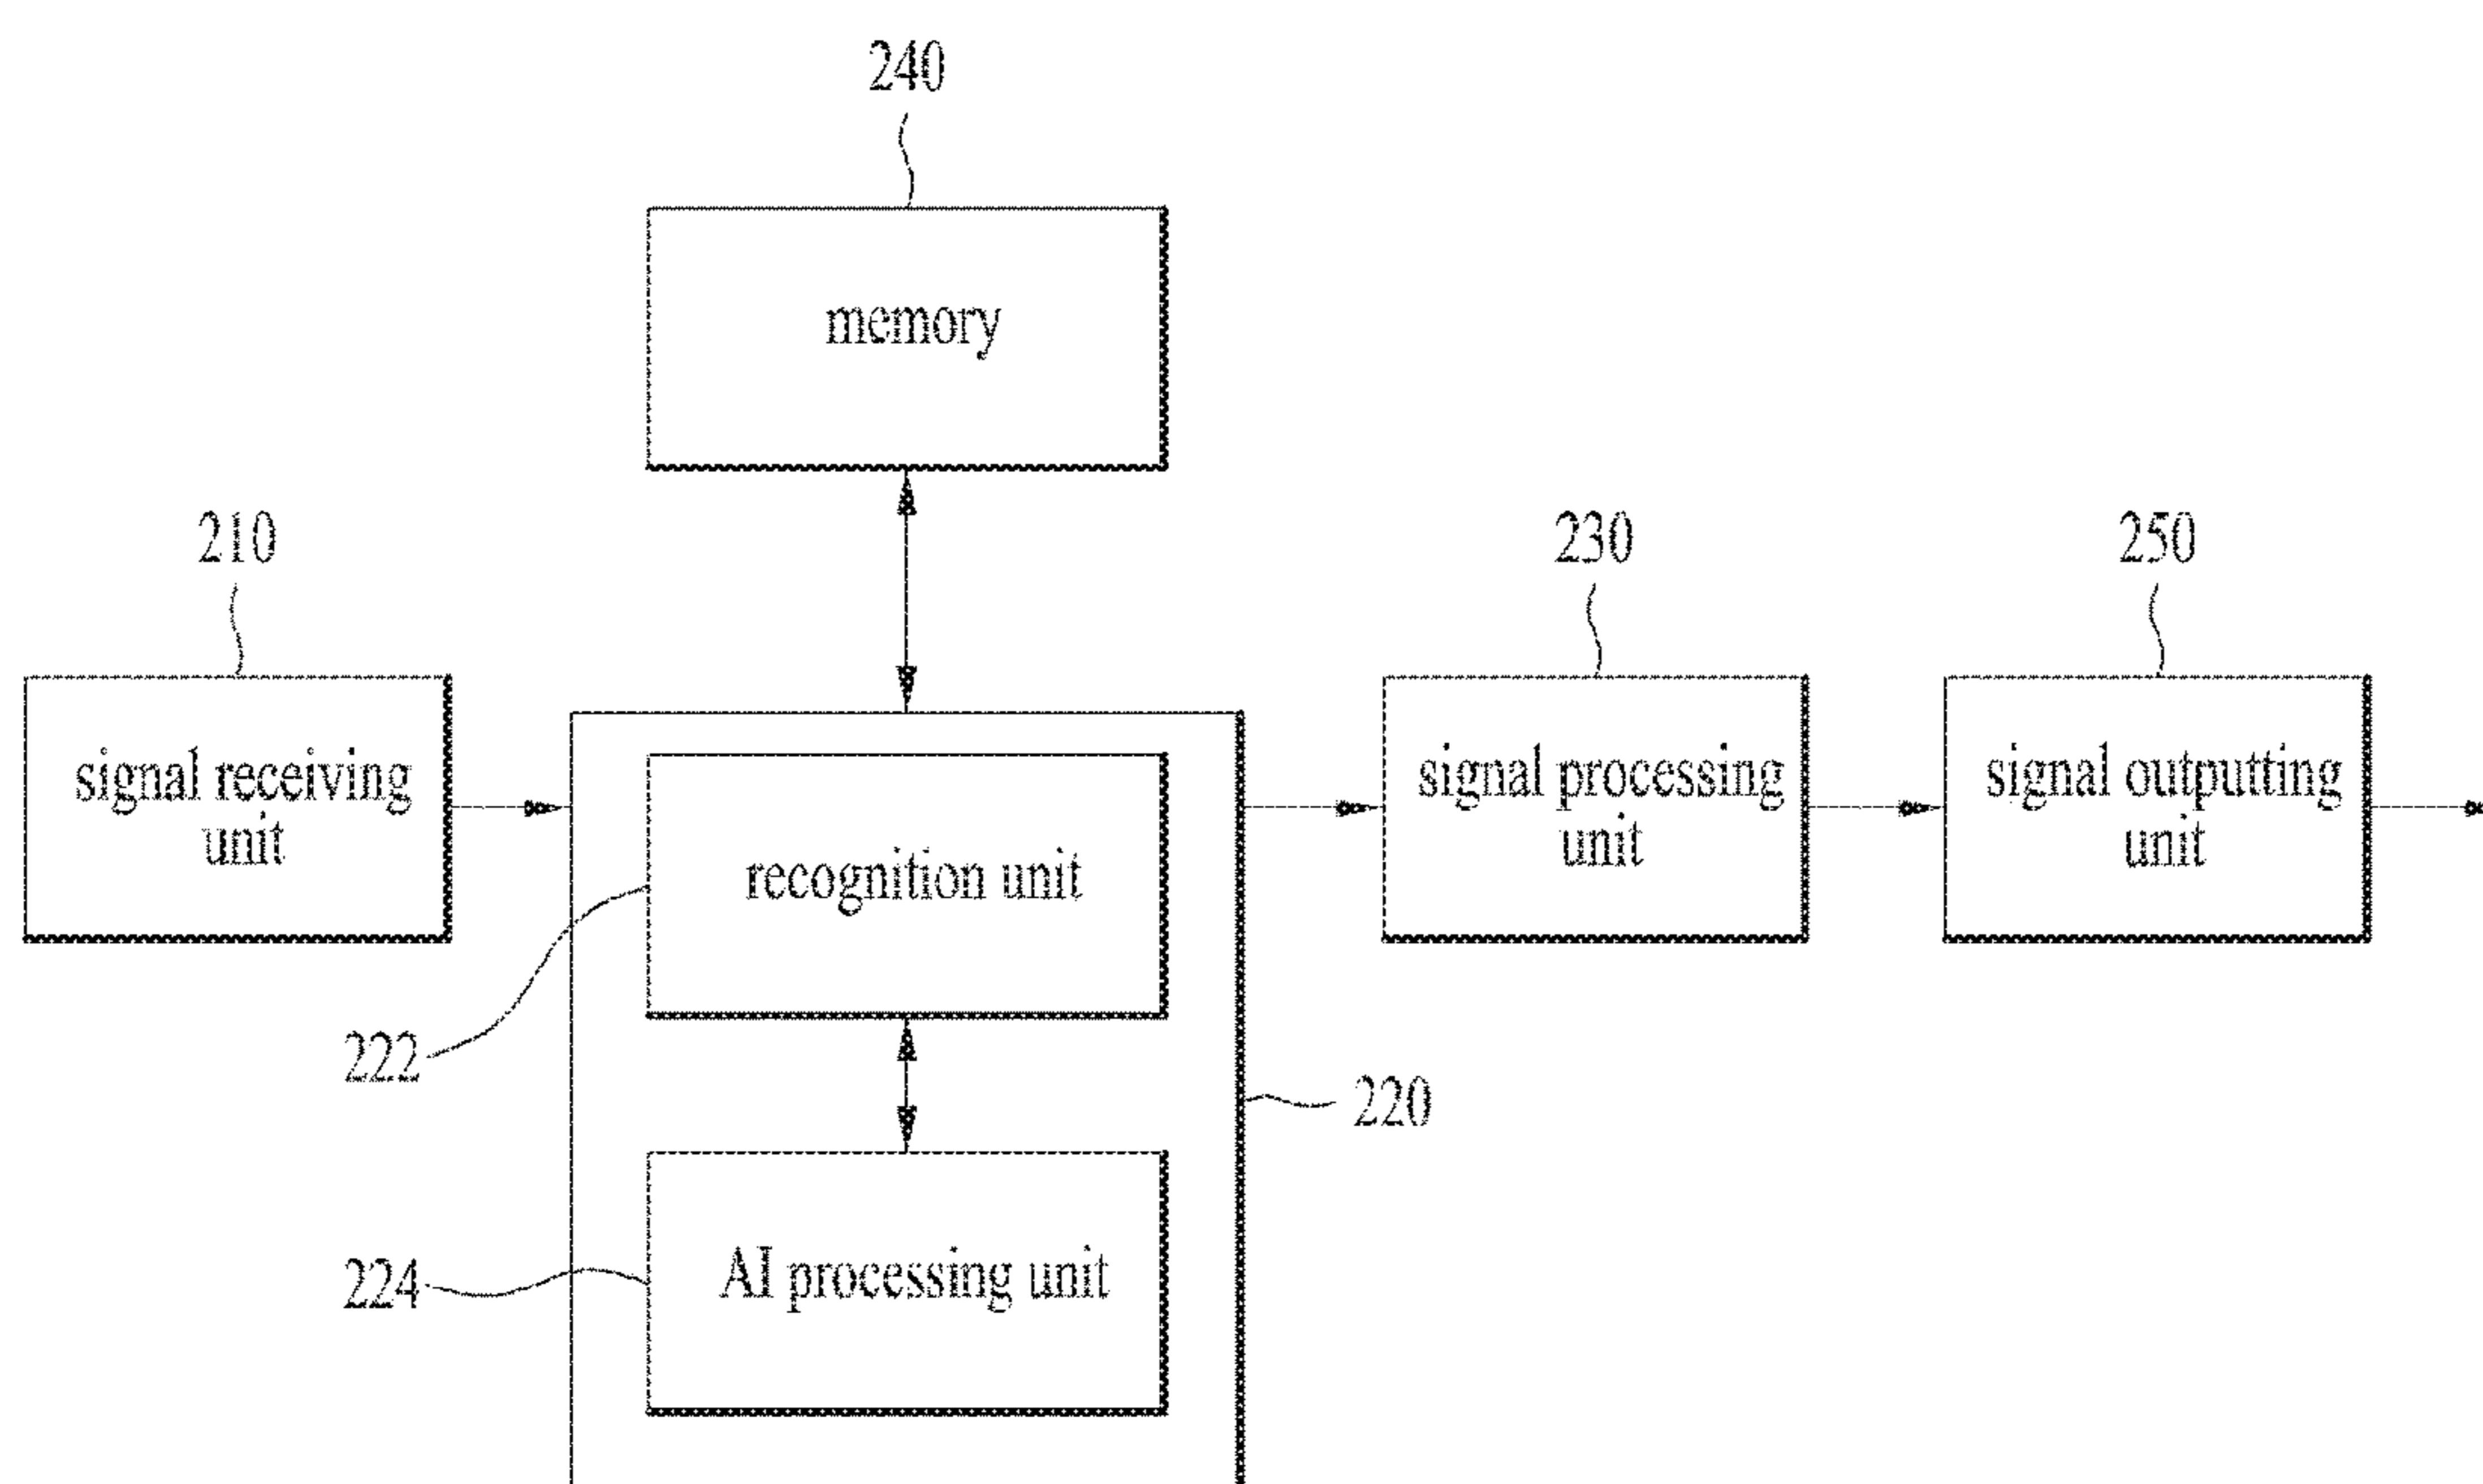 240
memory
210
230
250
signal receiving
unit
signal processing
unit
signal outputting
unit
recognition unit
222
220
224
AI processing unit